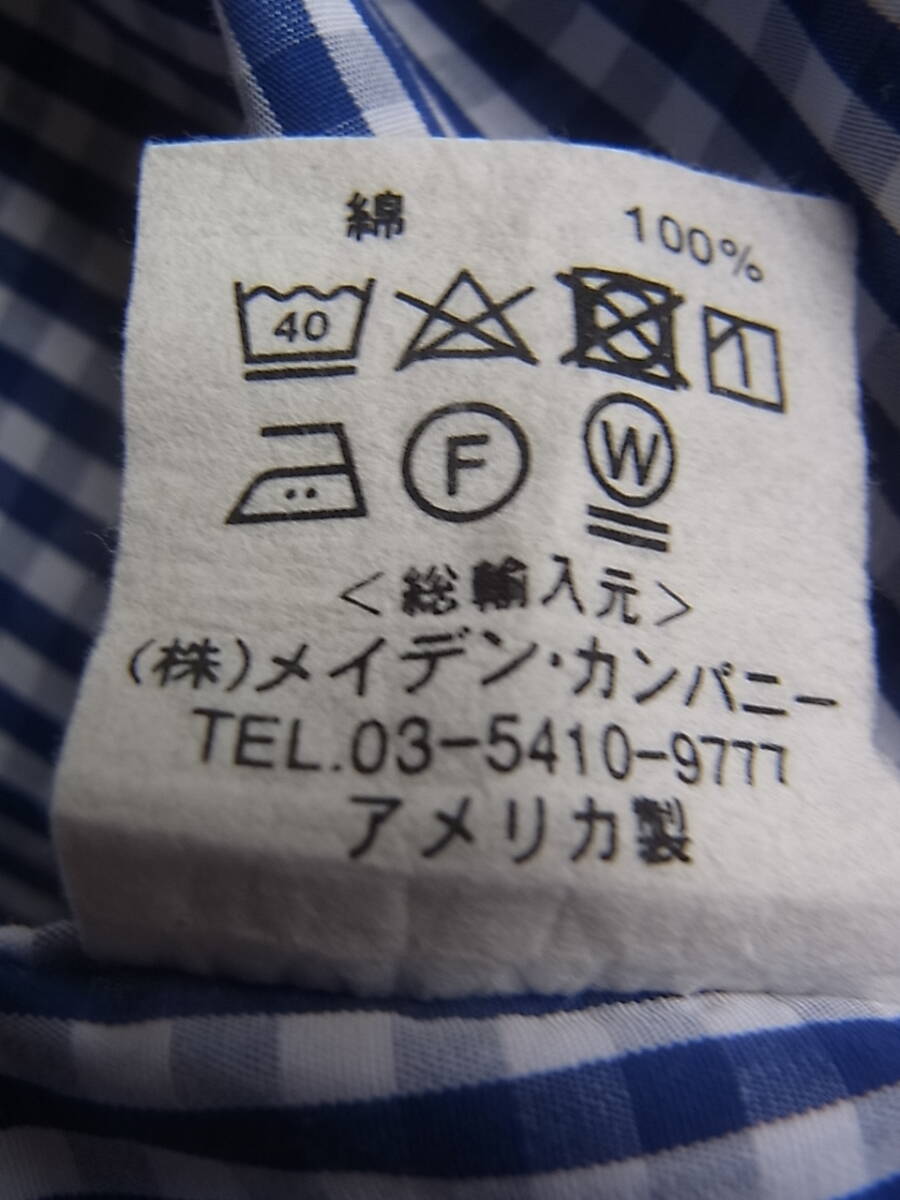 綿 100%
40
F W
<総輸入元>
(株)メイデン・カンパニー
TEL.03-5410-9777
アメリカ製